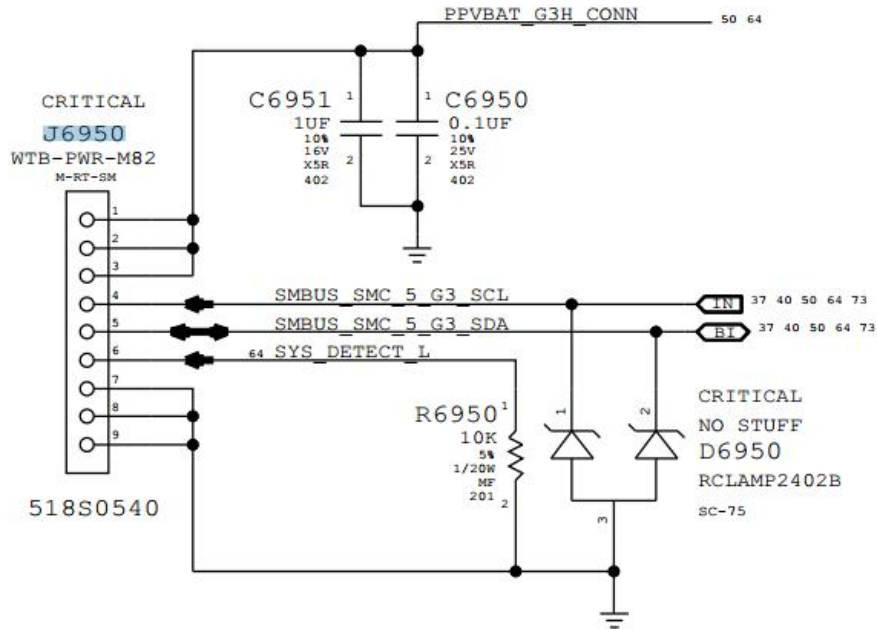 PPVBAT_G3H_CONN
50 64
CRITICAL
J6950
WTB-PWR-M82
M-RT-SM
C6951
1UF
10%
16V
X5R
402
1
2
1
2
C6950
0.1UF
10%
25V
X5R
402
1
2
3
4
5
6
7
8
9
SMBUS_SMC_5_G3_SCL
IN
37 40 50 64 73
SMBUS_SMC_5_G3_SDA
BI
37 40 50 64 73
64 SYS_DETECT_L
R6950
10K
5%
1/20W
MF
201
1
2
1
2
3
CRITICAL
NO STUFF
D6950
RCLAMP2402B
SC-75
518S0540